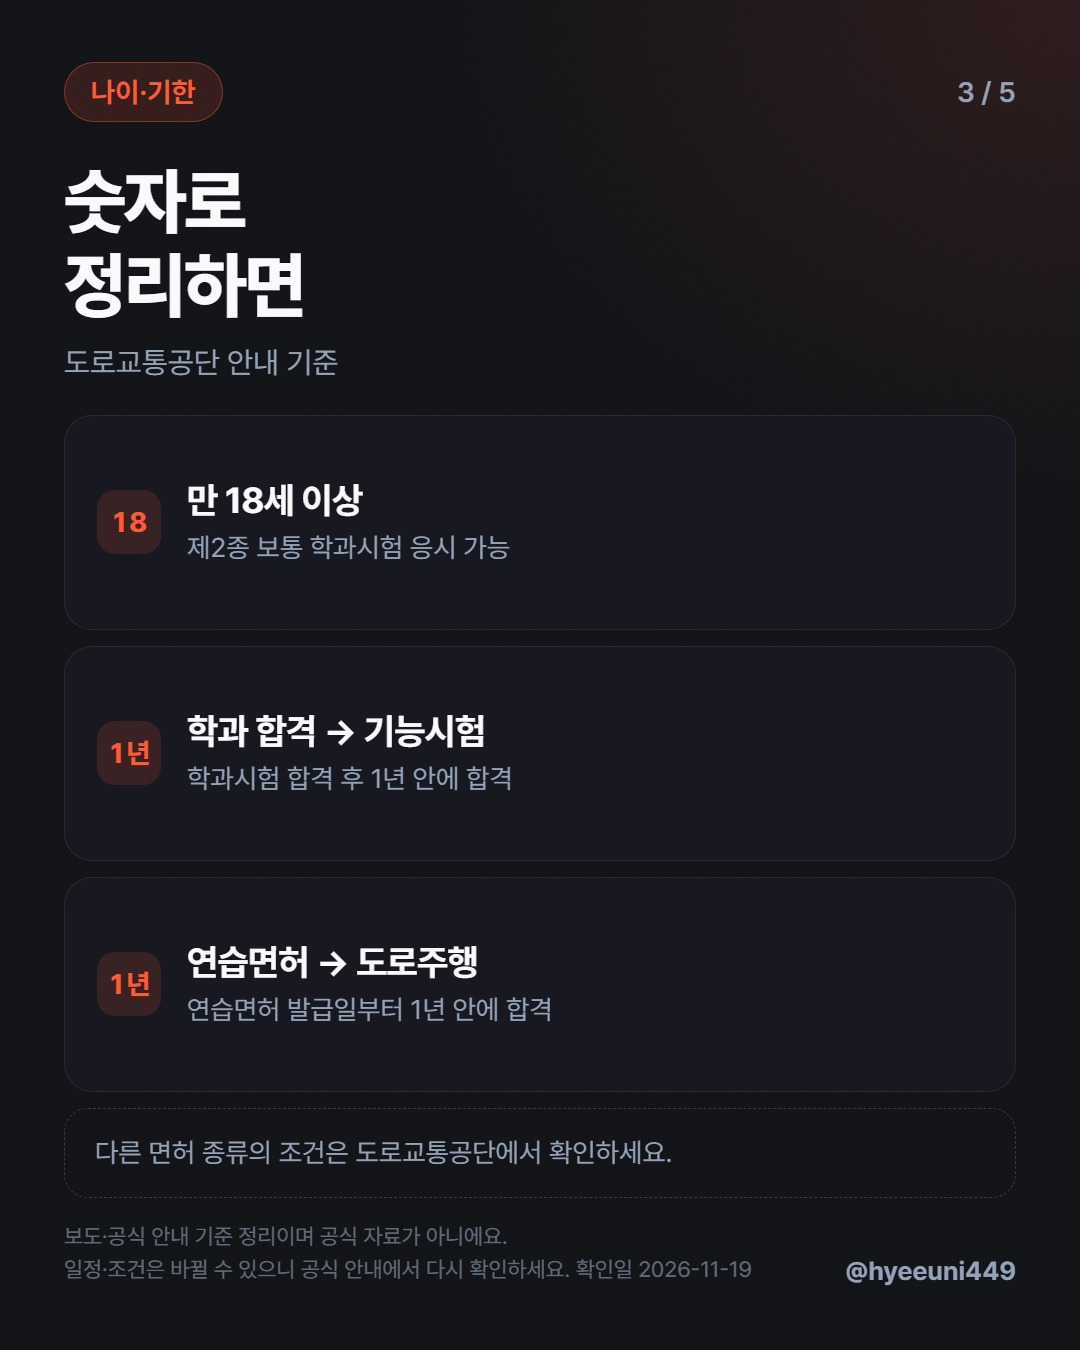 나이·기한
3 / 5
숫자로
정리하면
도로교통공단 안내 기준
18
만 18세 이상
제2종 보통 학과시험 응시 가능
1년
학과 합격 → 기능시험
학과시험 합격 후 1년 안에 합격
1년
연습면허 → 도로주행
연습면허 발급일부터 1년 안에 합격
다른 면허 종류의 조건은 도로교통공단에서 확인하세요.
보도·공식 안내 기준 정리이며 공식 자료가 아니에요.
일정·조건은 바뀔 수 있으니 공식 안내에서 다시 확인하세요. 확인일 2026-11-19
@hyeeuni449